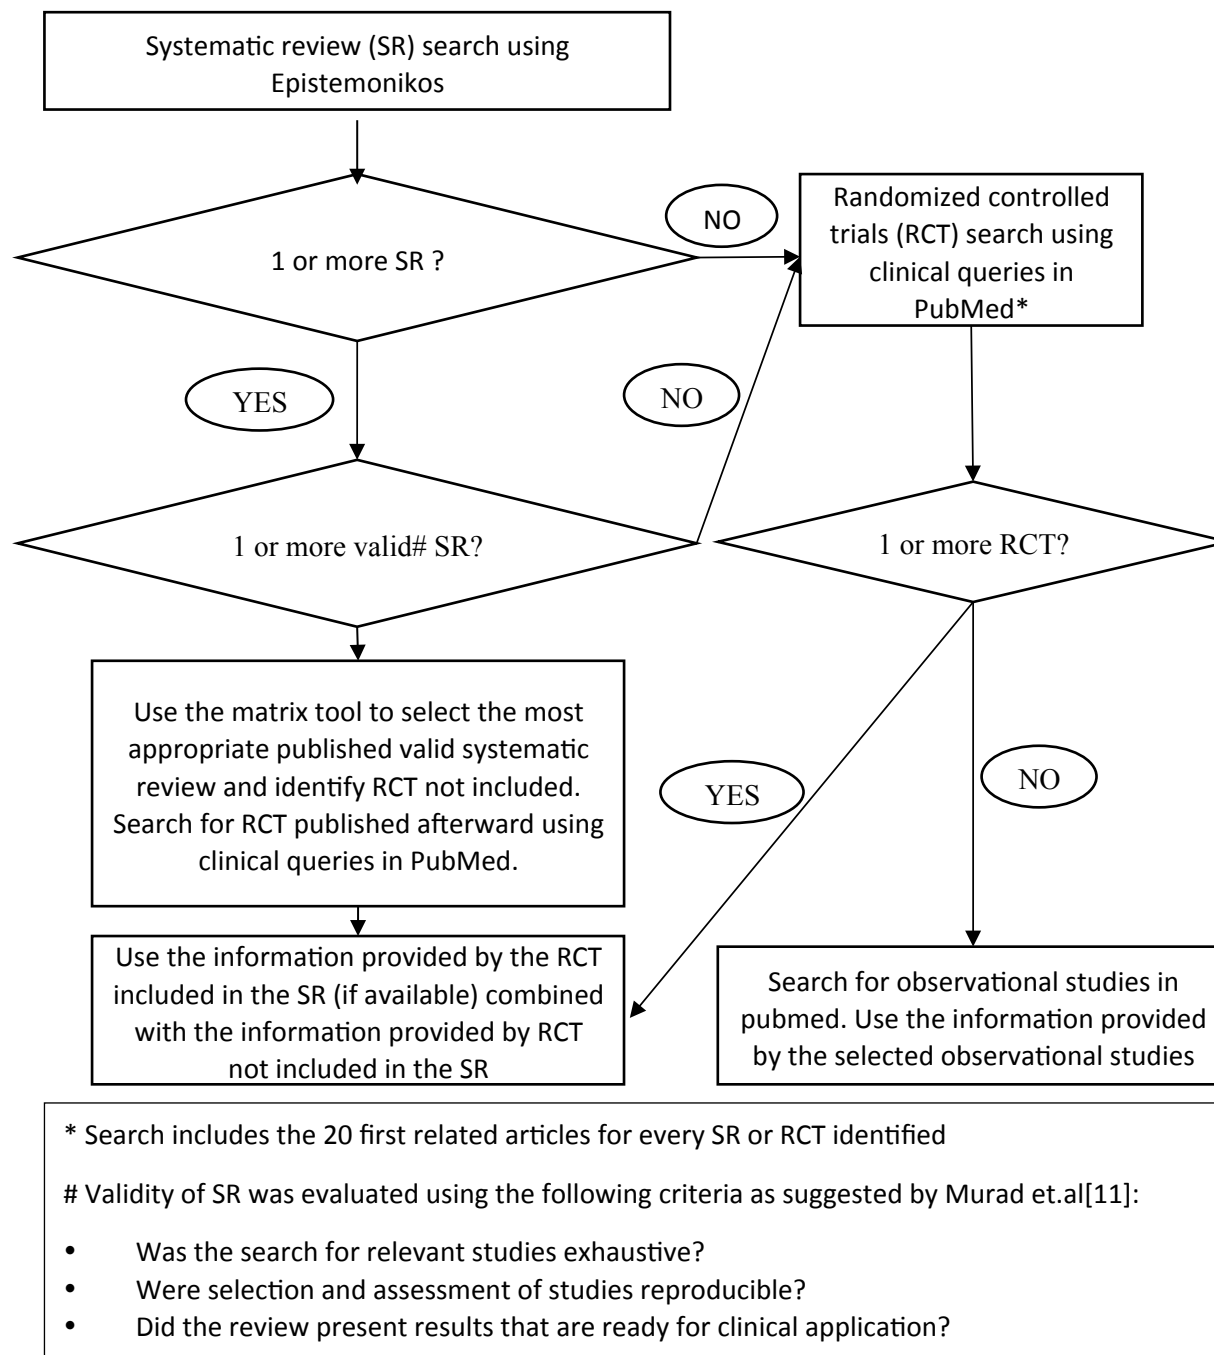 Systematic review (SR) search using
Epistemonikos
1 or more SR ?
NO
Randomized controlled
trials (RCT) search using
clinical queries in
PubMed*
YES
NO
1 or more valid# SR?
1 or more RCT?
Use the matrix tool to select the most
appropriate published valid systematic
review and identify RCT not included.
Search for RCT published afterward using
clinical queries in PubMed.
YES
NO
Use the information provided by the RCT
included in the SR (if available) combined
with the information provided by RCT
not included in the SR
Search for observational studies in
pubmed. Use the information provided
by the selected observational studies
* Search includes the 20 first related articles for every SR or RCT identified
# Validity of SR was evaluated using the following criteria as suggested by Murad et.al[11]:
• Was the search for relevant studies exhaustive?
• Were selection and assessment of studies reproducible?
• Did the review present results that are ready for clinical application?